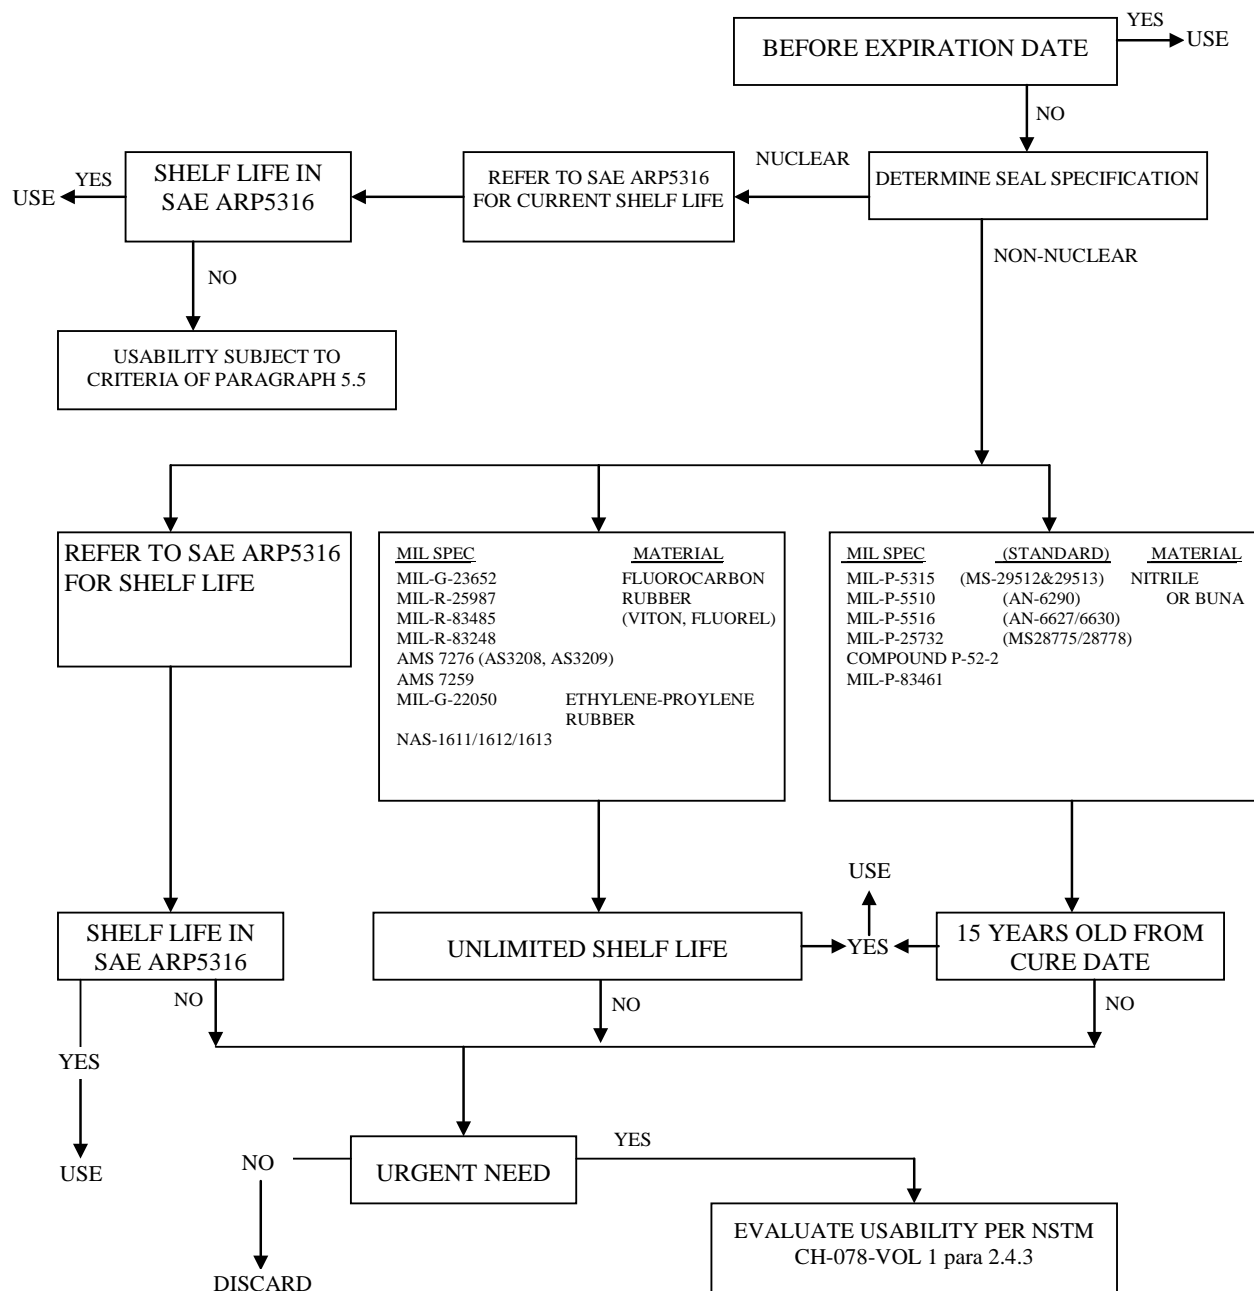 YES
BEFORE EXPIRATION DATE
USE
NO
NUCLEAR
SHELF LIFE IN
SAE ARP5316
YES
USE
REFER TO SAE ARP5316
FOR CURRENT SHELF LIFE
DETERMINE SEAL SPECIFICATION
NO
NON-NUCLEAR
USABILITY SUBJECT TO
CRITERIA OF PARAGRAPH 5.5
REFER TO SAE ARP5316
FOR SHELF LIFE
MIL SPEC MATERIAL
MIL-G-23652 FLUOROCARBON
MIL-R-25987 RUBBER
MIL-R-83485 (VITON, FLUOREL)
MIL-R-83248
AMS 7276 (AS3208, AS3209)
AMS 7259
MIL-G-22050 ETHYLENE-PROYLENE
RUBBER
NAS-1611/1612/1613
MIL SPEC (STANDARD) MATERIAL
MIL-P-5315 (MS-29512&29513) NITRILE
MIL-P-5510 (AN-6290) OR BUNA
MIL-P-5516 (AN-6627/6630)
MIL-P-25732 (MS28775/28778)
COMPOUND P-52-2
MIL-P-83461
USE
SHELF LIFE IN
SAE ARP5316
UNLIMITED SHELF LIFE
YES
15 YEARS OLD FROM
CURE DATE
NO
NO
NO
YES
USE
NO
URGENT NEED
YES
EVALUATE USABILITY PER NSTM
CH-078-VOL 1 para 2.4.3
DISCARD